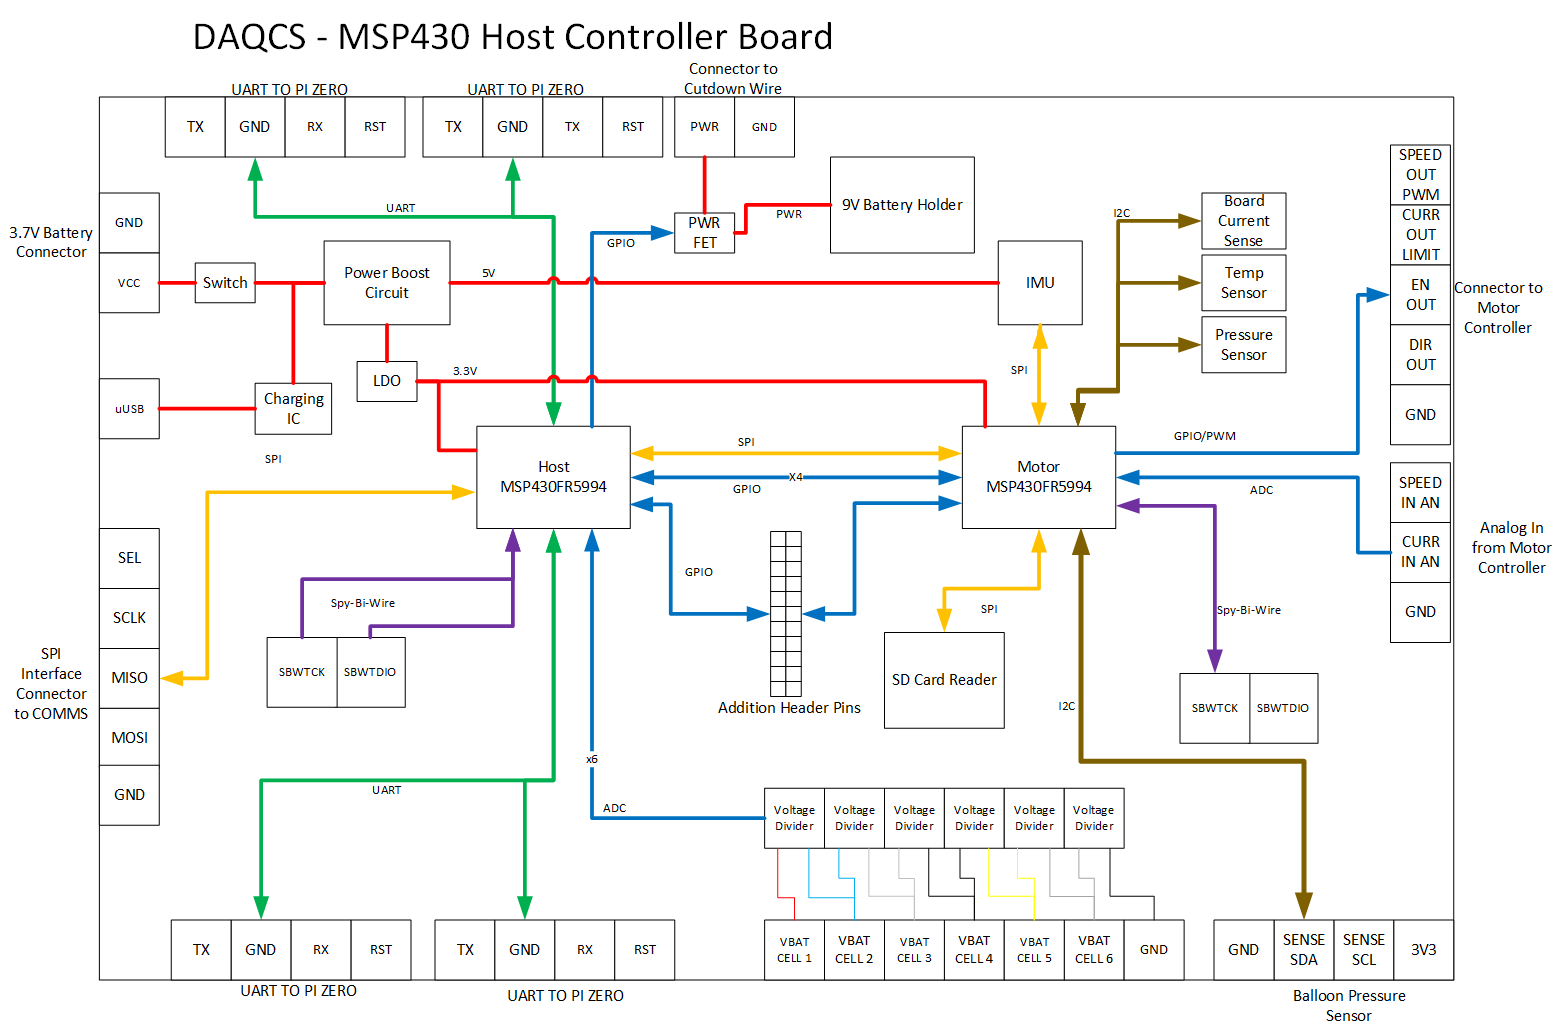 DAQCS - MSP430 Host Controller Board
UART TO PI ZERO
UART TO PI ZERO
Connector to
Cutdown Wire
TX
GND
RX
RST
TX
GND
TX
RST
PWR
GND
3.7V Battery
Connector
GND
VCC
uUSB
Switch
Charging
IC
Power Boost
Circuit
LDO
UART
5V
3.3V
GPIO
PWR
FET
PWR
9V Battery Holder
IMU
SPI
I2C
Board
Current
Sense
Temp
Sensor
Pressure
Sensor
SPEED
OUT
PWM
CURR
OUT
LIMIT
EN
OUT
DIR
OUT
GND
Connector to
Motor
Controller
SPI
Host
MSP430FR5994
SPI
X4
GPIO
Motor
MSP430FR5994
GPIO/PWM
ADC
SPEED
IN AN
CURR
IN AN
GND
Analog In
from Motor
Controller
SPI
Interface
Connector
to COMMS
SEL
SCLK
MISO
MOSI
GND
Spy-Bi-Wire
SBWTCK
SBWTDIO
GPIO
Addition Header Pins
SPI
SD Card Reader
I2C
Spy-Bi-Wire
SBWTCK
SBWTDIO
UART
x6
ADC
Voltage
Divider
Voltage
Divider
Voltage
Divider
Voltage
Divider
Voltage
Divider
Voltage
Divider
TX
GND
RX
RST
UART TO PI ZERO
TX
GND
RX
RST
UART TO PI ZERO
VBAT
CELL 1
VBAT
CELL 2
VBAT
CELL 3
VBAT
CELL 4
VBAT
CELL 5
VBAT
CELL 6
GND
GND
SENSE
SDA
SENSE
SCL
3V3
Balloon Pressure
Sensor